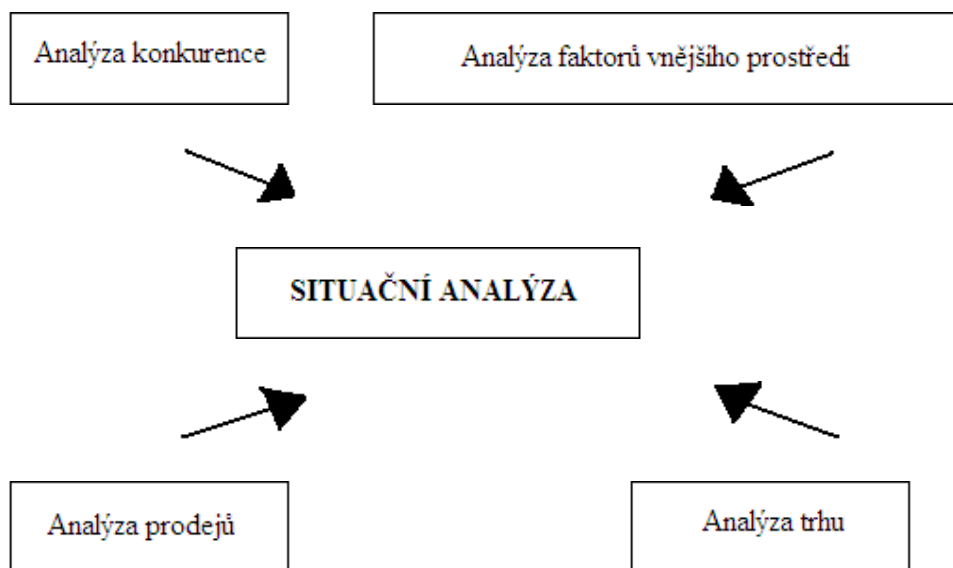 Analýza konkurence
Analýza faktorů vnějšího prostředí
SITUAČNÍ ANALÝZA
Analýza prodejů
Analýza trhu